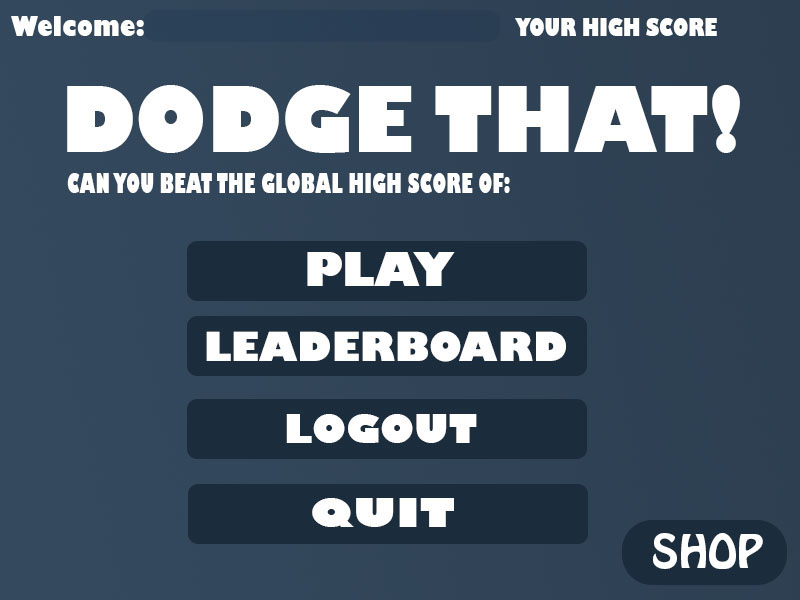 Welcome:
YOUR HIGH SCORE
DODGE THAT!
CAN YOU BEAT THE GLOBAL HIGH SCORE OF:
PLAY
LEADERBOARD
LOGOUT
QUIT
SHOP